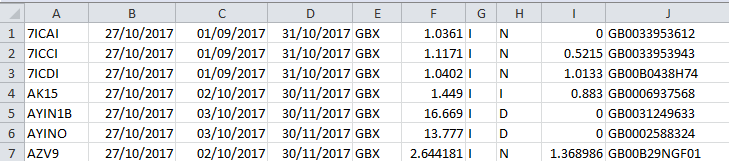 A B C D E F G H I J
1 7ICAI 27/10/2017 01/09/2017 31/10/2017 GBX 1.0361 I N 0 GB0033953612
2 7ICCI 27/10/2017 01/09/2017 31/10/2017 GBX 1.1171 I N 0.5215 GB0033953943
3 7ICDI 27/10/2017 01/09/2017 31/10/2017 GBX 1.0402 I N 1.0133 GB00B0438H74
4 AK15 27/10/2017 02/10/2017 30/11/2017 GBX 1.449 I I 0.883 GB0006937568
5 AYIN1B 27/10/2017 03/10/2017 30/11/2017 GBX 16.669 I D 0 GB0031249633
6 AYINO 27/10/2017 03/10/2017 30/11/2017 GBX 13.777 I D 0 GB0002588324
7 AZV9 27/10/2017 02/10/2017 30/11/2017 GBX 2.644181 I N 1.368986 GB00B29NGF01